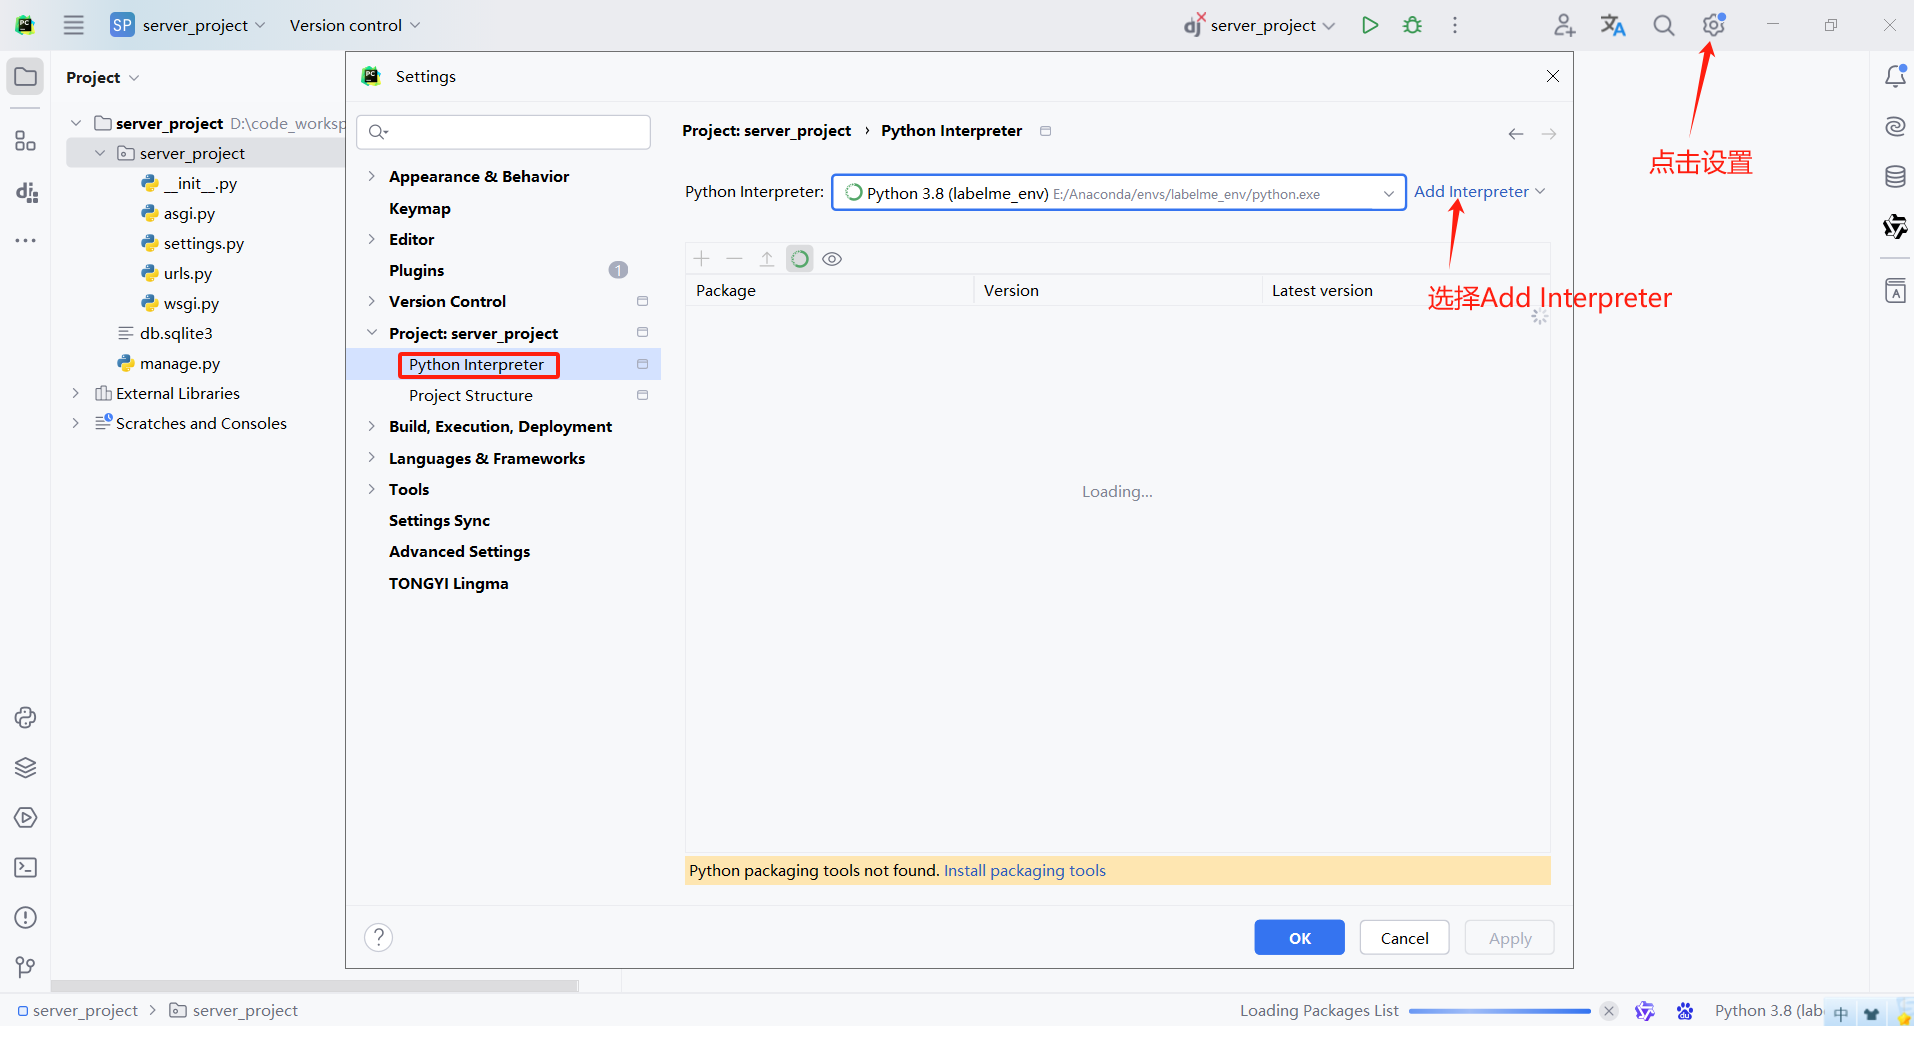 SP server_project Version control
server_project
Project
Settings
server_project D:\code_worksp
server_project
__init__.py
asgi.py
settings.py
urls.py
wsgi.py
db.sqlite3
manage.py
External Libraries
Scratches and Consoles
Appearance & Behavior
Keymap
Editor
Plugins 1
Version Control
Project: server_project
Python Interpreter
Project Structure
Build, Execution, Deployment
Languages & Frameworks
Tools
Settings Sync
Advanced Settings
TONGYI Lingma
Project: server_project › Python Interpreter
Python Interpreter: Python 3.8 (labelme_env) E:/Anaconda/envs/labelme_env/python.exe Add Interpreter
点击设置
Package Version Latest version
选择Add Interpreter
Loading...
Python packaging tools not found. Install packaging tools
? OK Cancel Apply
server_project server_project
Loading Packages List Python 3.8 (lab 中